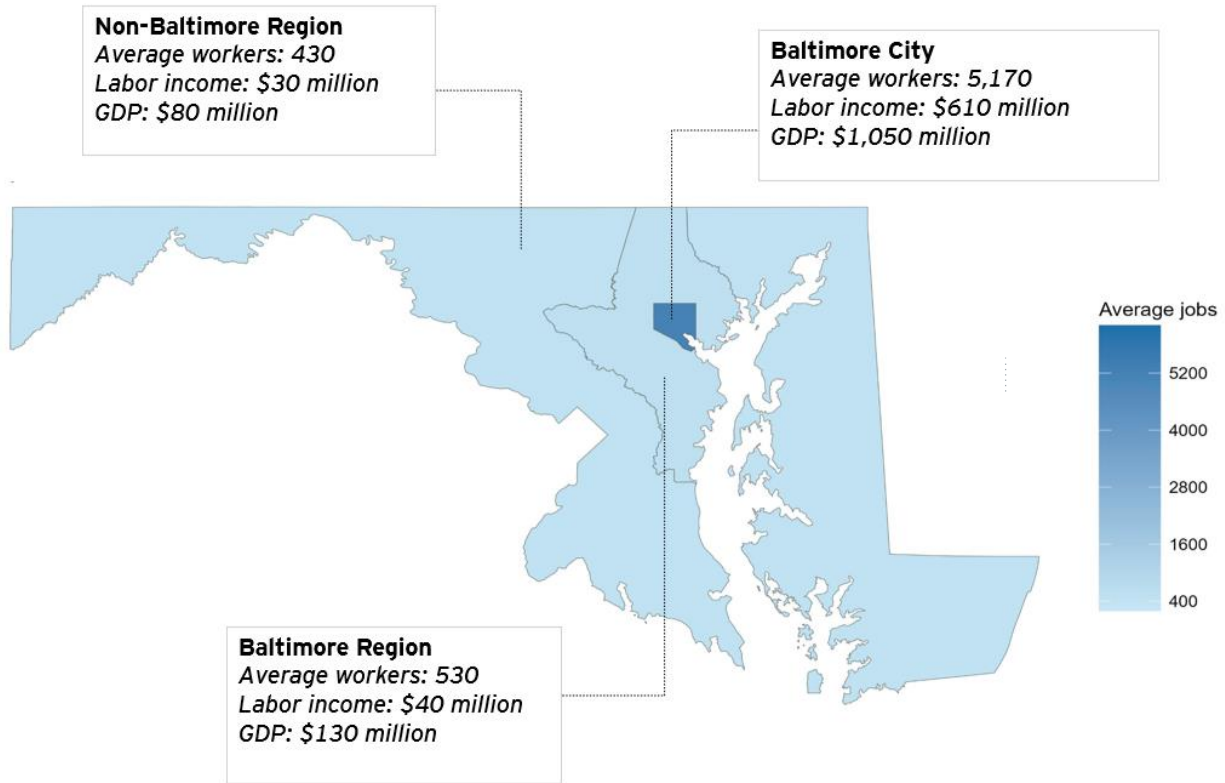 Non-Baltimore Region
Average workers: 430
Labor income: $30 million
GDP: $80 million
Baltimore City
Average workers: 5,170
Labor income: $610 million
GDP: $1,050 million
Average jobs
5200
4000
2800
1600
400
Baltimore Region
Average workers: 530
Labor income: $40 million
GDP: $130 million